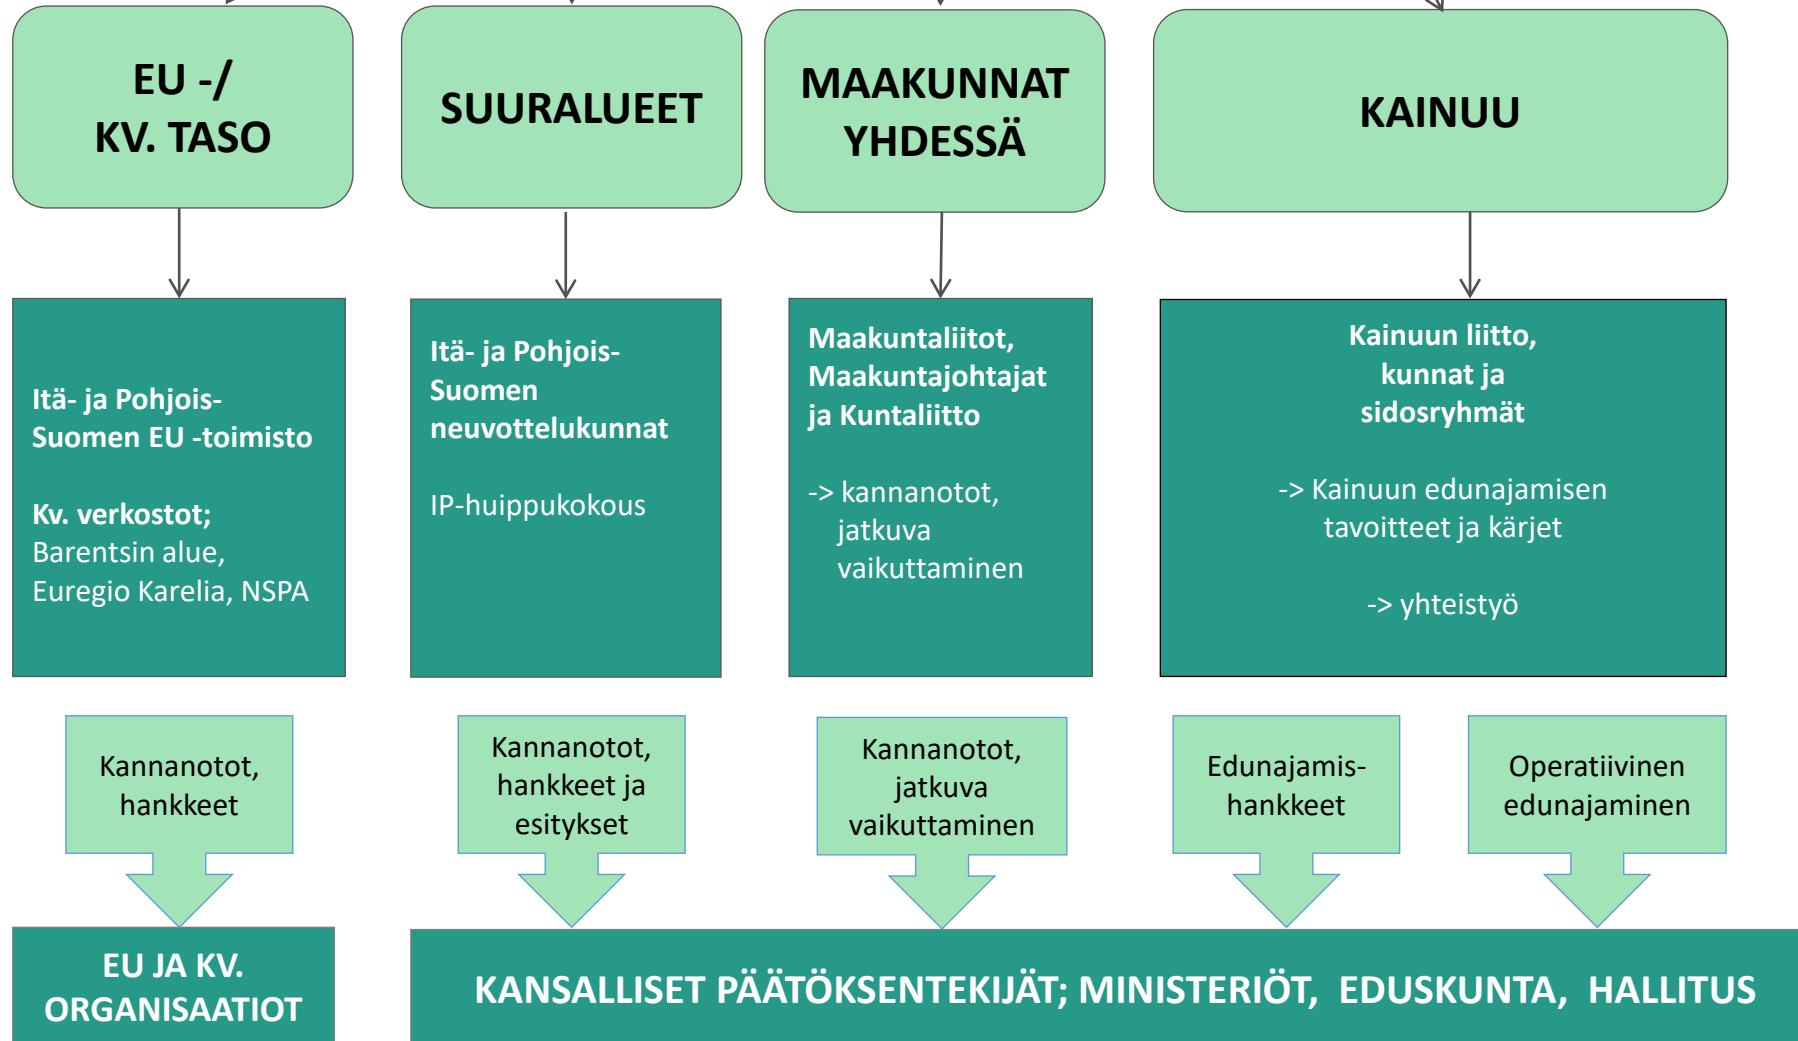 EU -/
KV. TASO
SUURALUEET
MAAKUNNAT
YHDESSÄ
KAINUU
Itä- ja Pohjois-
Suomen EU -toimisto
Kv. verkostot;
Barentsin alue,
Euregio Karelia, NSPA
Itä- ja Pohjois-
Suomen
neuvottelukunnat
IP-huippukokous
Maakuntaliitot,
Maakuntajohtajat
ja Kuntaliitto
-> kannanotot,
jatkuva
vaikuttaminen
Kainuun liitto,
kunnat ja
sidosryhmät
-> Kainuun edunajamisen
tavoitteet ja kärjet
-> yhteistyö
Kannanotot,
hankkeet
Kannanotot,
hankkeet ja
esitykset
Kannanotot,
jatkuva
vaikuttaminen
Edunajamis-
hankkeet
Operatiivinen
edunajaminen
EU JA KV.
ORGANISAATIOT
KANSALLISET PÄÄTÖKSENTEKIJÄT; MINISTERIÖT, EDUSKUNTA, HALLITUS